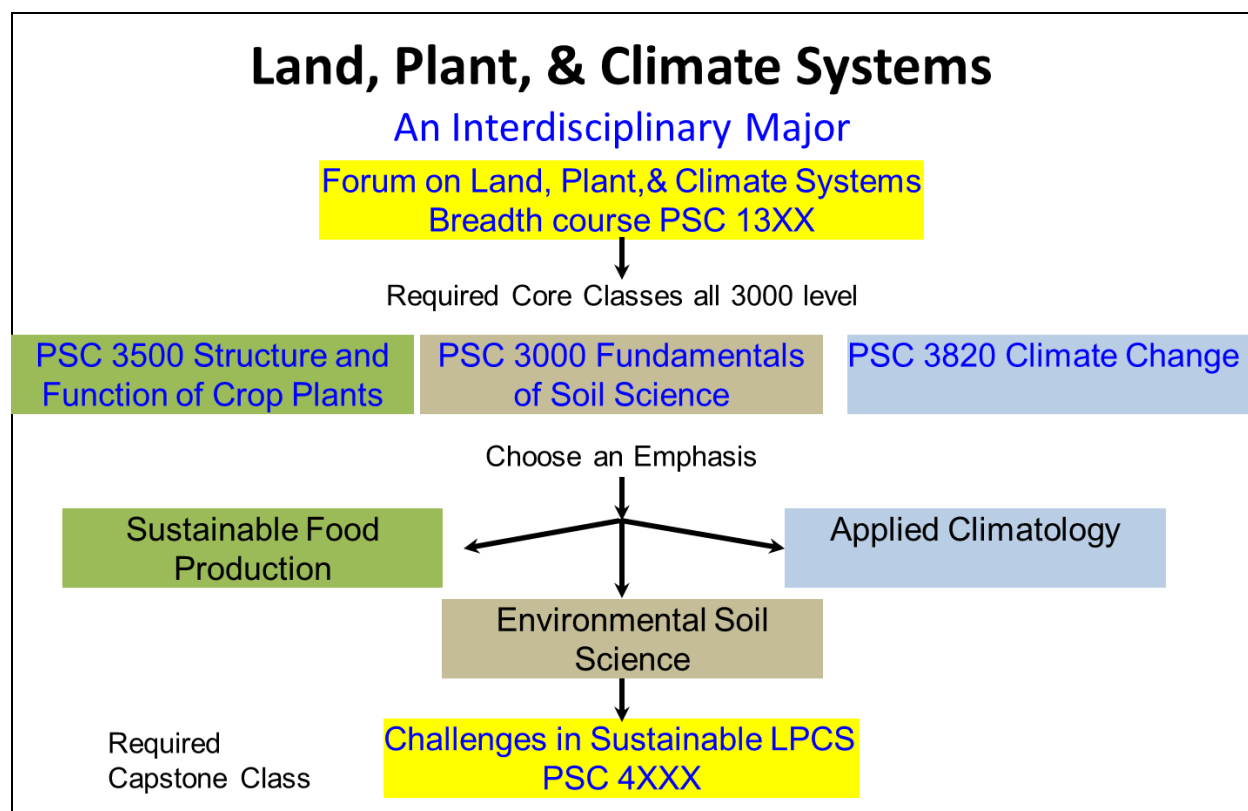 Land, Plant, & Climate Systems
An Interdisciplinary Major
Forum on Land, Plant,& Climate Systems
Breadth course PSC 13XX
Required Core Classes all 3000 level
PSC 3500 Structure and
Function of Crop Plants
PSC 3000 Fundamentals
of Soil Science
PSC 3820 Climate Change
Choose an Emphasis
Sustainable Food
Production
Applied Climatology
Environmental Soil
Science
Required
Capstone Class
Challenges in Sustainable LPCS
PSC 4XXX